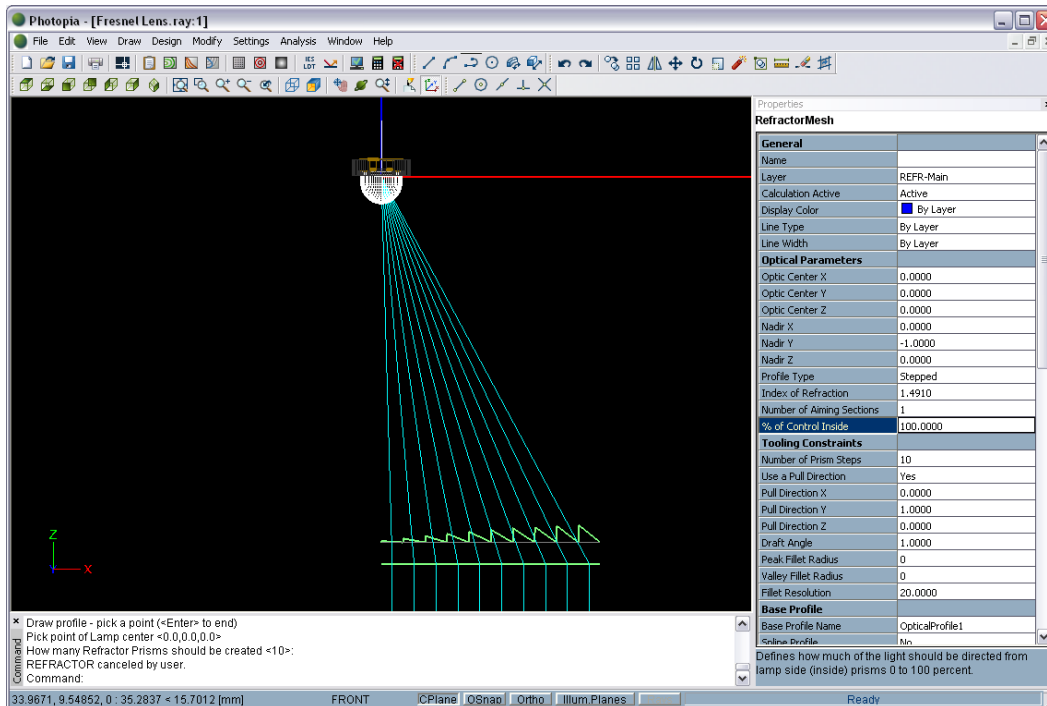 Photopia - [Fresnel Lens.ray:1]
File Edit View Draw Design Modify Settings Analysis Window Help
IES
LDT
Properties
RefractorMesh
General
Name
Layer REFR-Main
Calculation Active Active
Display Color By Layer
Line Type By Layer
Line Width By Layer
Optical Parameters
Optic Center X 0.0000
Optic Center Y 0.0000
Optic Center Z 0.0000
Nadir X 0.0000
Nadir Y -1.0000
Nadir Z 0.0000
Profile Type Stepped
Index of Refraction 1.4910
Number of Aiming Sections 1
% of Control Inside 100.0000
Tooling Constraints
Number of Prism Steps 10
Use a Pull Direction Yes
Pull Direction X 0.0000
Pull Direction Y 1.0000
Pull Direction Z 0.0000
Draft Angle 1.0000
Peak Fillet Radius 0
Valley Fillet Radius 0
Fillet Resolution 20.0000
Base Profile
Base Profile Name OpticalProfile1
Spline Profile No
Defines how much of the light should be directed from
lamp side (inside) prisms 0 to 100 percent.
Z
X
Command
Draw profile - pick a point (<Enter> to end)
Pick point of Lamp center <0.0,0.0,0.0>
How many Refractor Prisms should be created <10>:
REFRACTOR canceled by user.
Command:
33.9671, 9.54852, 0 : 35.2837 < 15.7012 [mm] FRONT CPlane OSnap Ortho Illum.Planes Ready